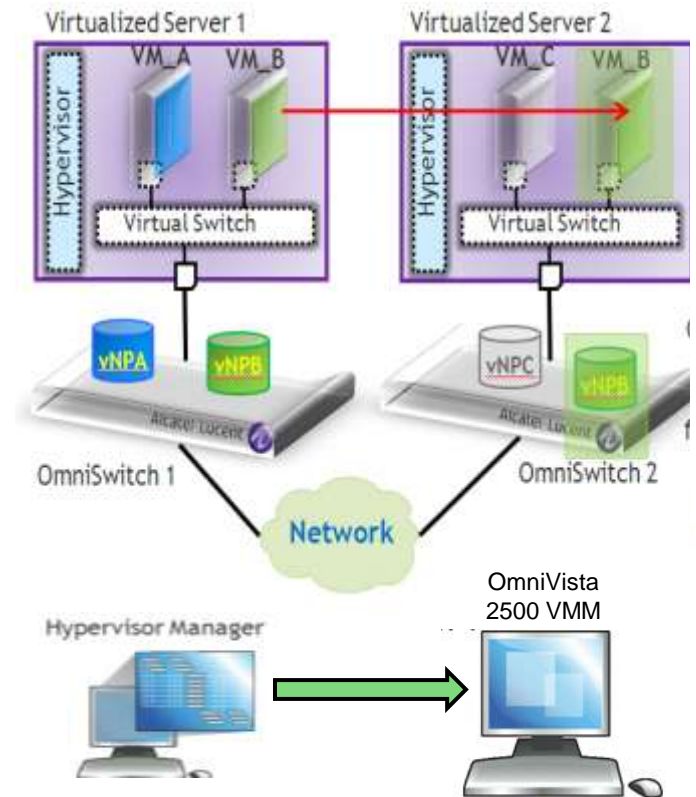 Virtualized Server 1
Virtualized Server 2
VM_A
VM_B
VM_C
VM_B
Hypervisor
Hypervisor
Virtual Switch
Virtual Switch
vNPA
vNPB
vNPC
vNPB
Alcatel Lucent
Alcatel Lucent
OmniSwitch 1
OmniSwitch 2
Network
OmniVista
2500 VMM
Hypervisor Manager